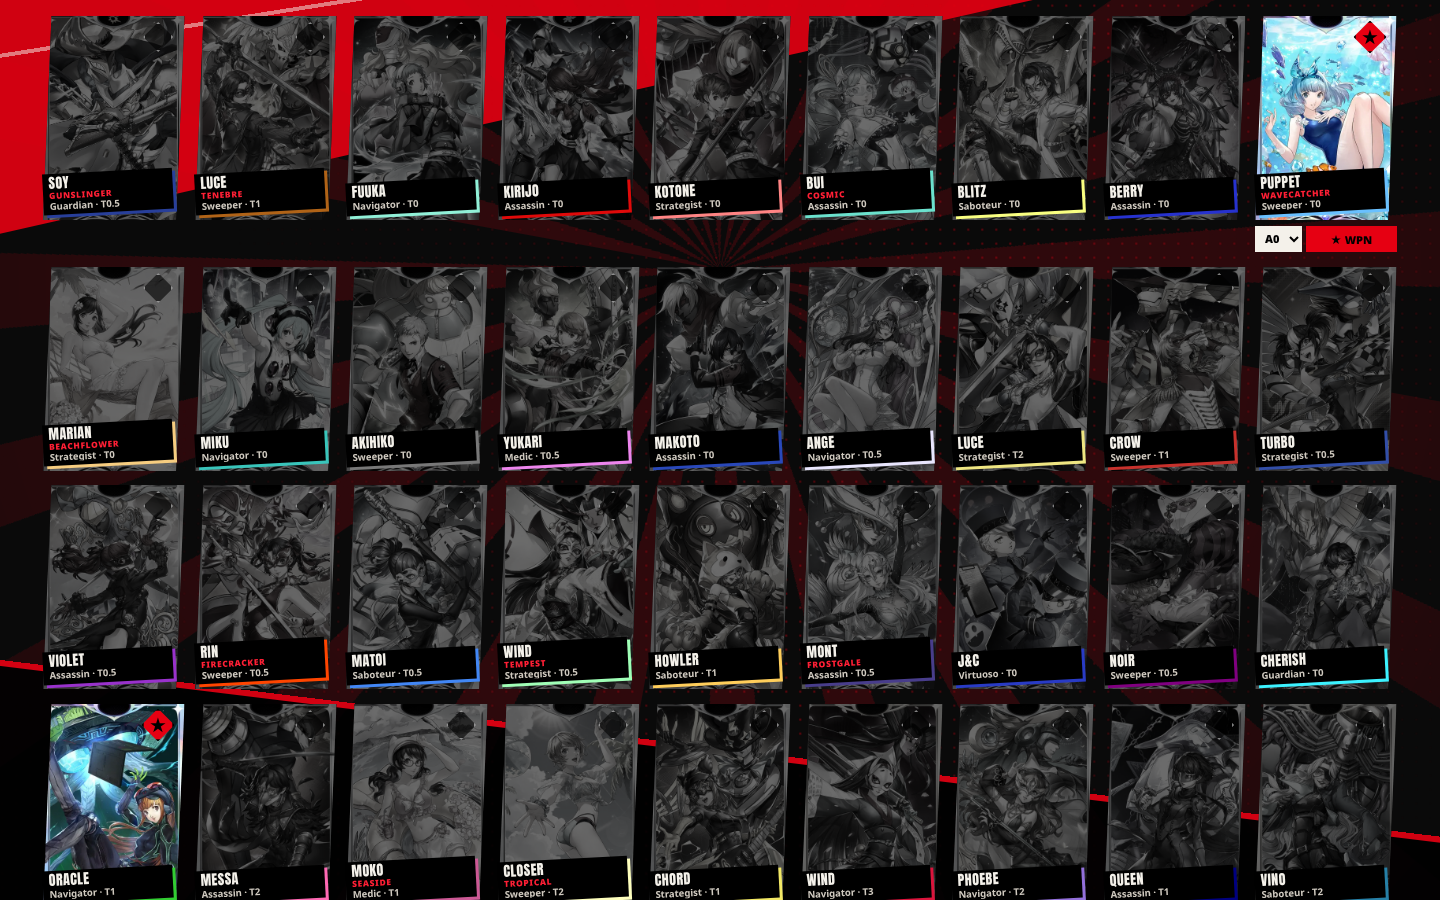 SOY
GUNSLINGER
Guardian · T0.5
LUCE
TENEBRE
Sweeper · T1
FUUKA
Navigator · T0
KIRIJO
Assassin · T0
KOTONE
Strategist · T0
BUI
COSMIC
Assassin · T0
BLITZ
Saboteur · T0
BERRY
Assassin · T0
PUPPET
WAVECATCHER
Sweeper · T0
A0
★ WPN
MARIAN
BEACHFLOWER
Strategist · T0
MIKU
Navigator · T0
AKIHIKO
Sweeper · T0
YUKARI
Medic · T0.5
MAKOTO
Assassin · T0
ANGE
Navigator · T0.5
LUCE
Strategist · T2
CROW
Sweeper · T1
TURBO
Strategist · T0.5
VIOLET
Assassin · T0.5
RIN
FIRECRACKER
Sweeper · T0.5
MATOI
Saboteur · T0.5
WIND
TEMPEST
Strategist · T0.5
HOWLER
Saboteur · T1
MONT
FROSTGALE
Assassin · T0.5
J&C
Virtuoso · T0
NOIR
Sweeper · T0.5
CHERISH
Guardian · T0
ORACLE
Navigator · T1
MESSA
Assassin · T2
MOKO
SEASIDE
Medic · T1
CLOSER
TROPICAL
Sweeper · T2
CHORD
Strategist · T1
WIND
Navigator · T3
PHOEBE
Navigator · T2
QUEEN
Assassin · T1
VINO
Saboteur · T2